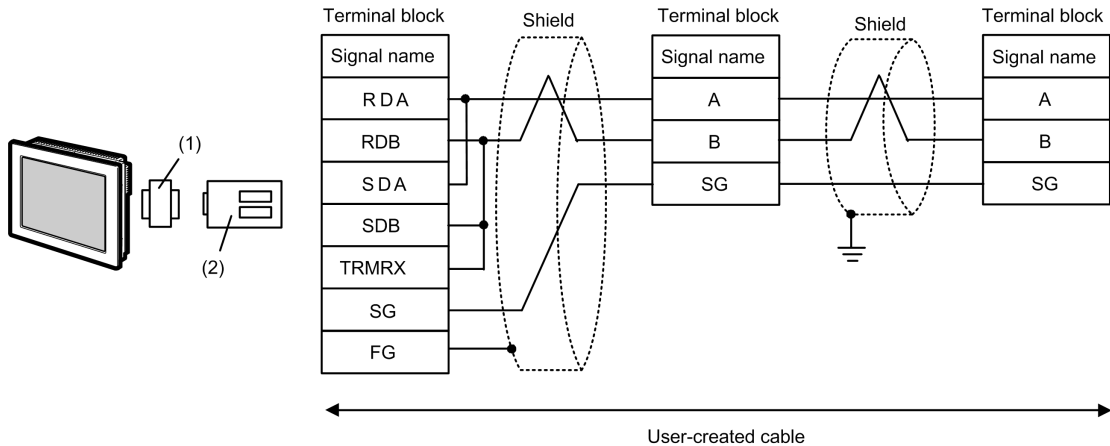 Terminal block
Shield
Terminal block
Shield
Terminal block
Signal name
Signal name
Signal name
RDA
A
A
RDB
B
B
SDA
SG
SG
SDB
TRMRX
SG
FG
(1)
(2)
User-created cable